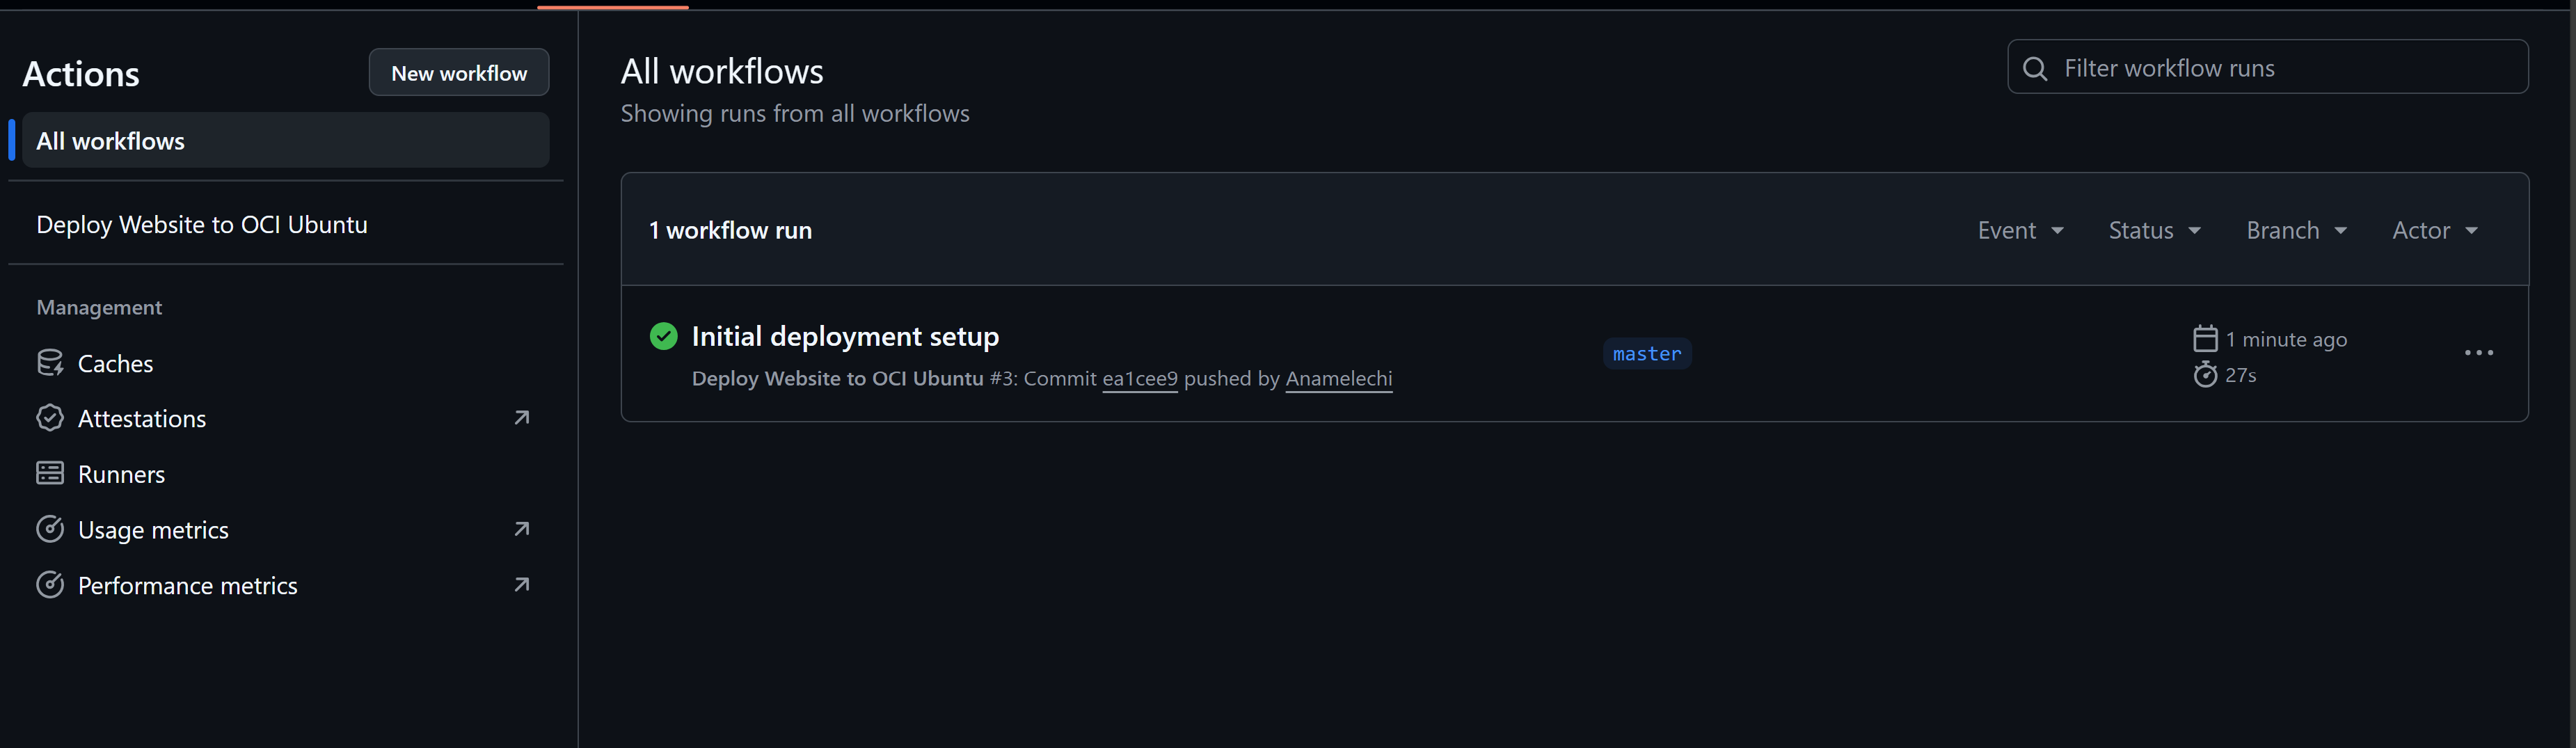 Actions
New workflow
All workflows
Deploy Website to OCI Ubuntu
Management
Caches
Attestations
Runners
Usage metrics
Performance metrics
All workflows
Showing runs from all workflows
Filter workflow runs
1 workflow run
Event
Status
Branch
Actor
Initial deployment setup
Deploy Website to OCI Ubuntu #3: Commit ea1cee9 pushed by Anamelechi
master
1 minute ago
27s